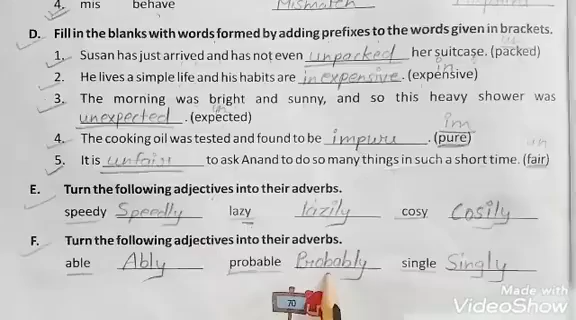 4. mis behave Mismatch
D. Fill in the blanks with words formed by adding prefixes to the words given in brackets.
un
1. Susan has just arrived and has not even unpacked her suitcase. (packed)
in
2. He lives a simple life and his habits are inexpensive. (expensive)
3. The morning was bright and sunny, and so this heavy shower was
unexpected. (expected)
im
4. The cooking oil was tested and found to be impure. (pure)
un
5. It is unfair to ask Anand to do so many things in such a short time. (fair)
E. Turn the following adjectives into their adverbs.
speedy Speedly lazy lazily cosy Cosily
F. Turn the following adjectives into their adverbs.
able Ably probable Probably single Singly
70
Made with
VideoShow